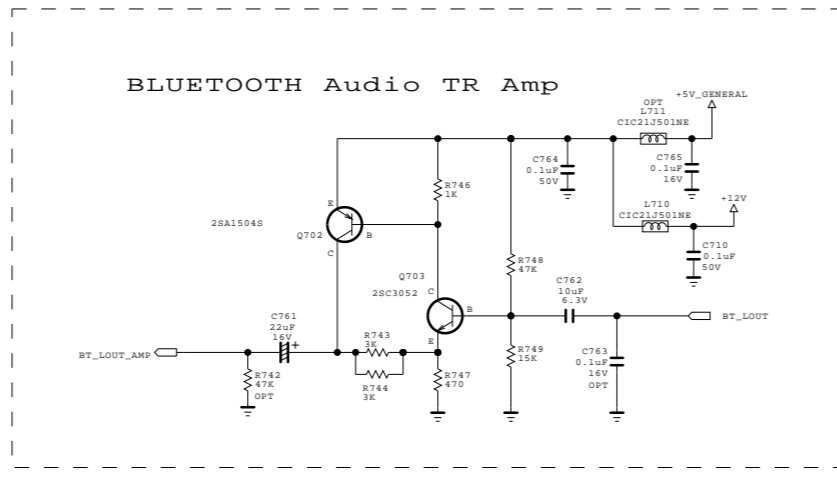 BLUETOOTH Audio TR Amp
+5V_GENERAL
OPT
L711
CIC21J501NE
C764
0.1uF
50V
C765
0.1uF
16V
R746
1K
+12V
L710
CIC21J501NE
E
2SA1504S
Q702
B
C
C710
0.1uF
50V
R748
47K
Q703
2SC3052
C
B
E
C762
10uF
6.3V
BT_LOUT
C761
22uF
16V
+
R743
3K
BT_LOUT_AMP
R742
47K
OPT
R744
3K
R747
470
R749
15K
C763
0.1uF
16V
OPT